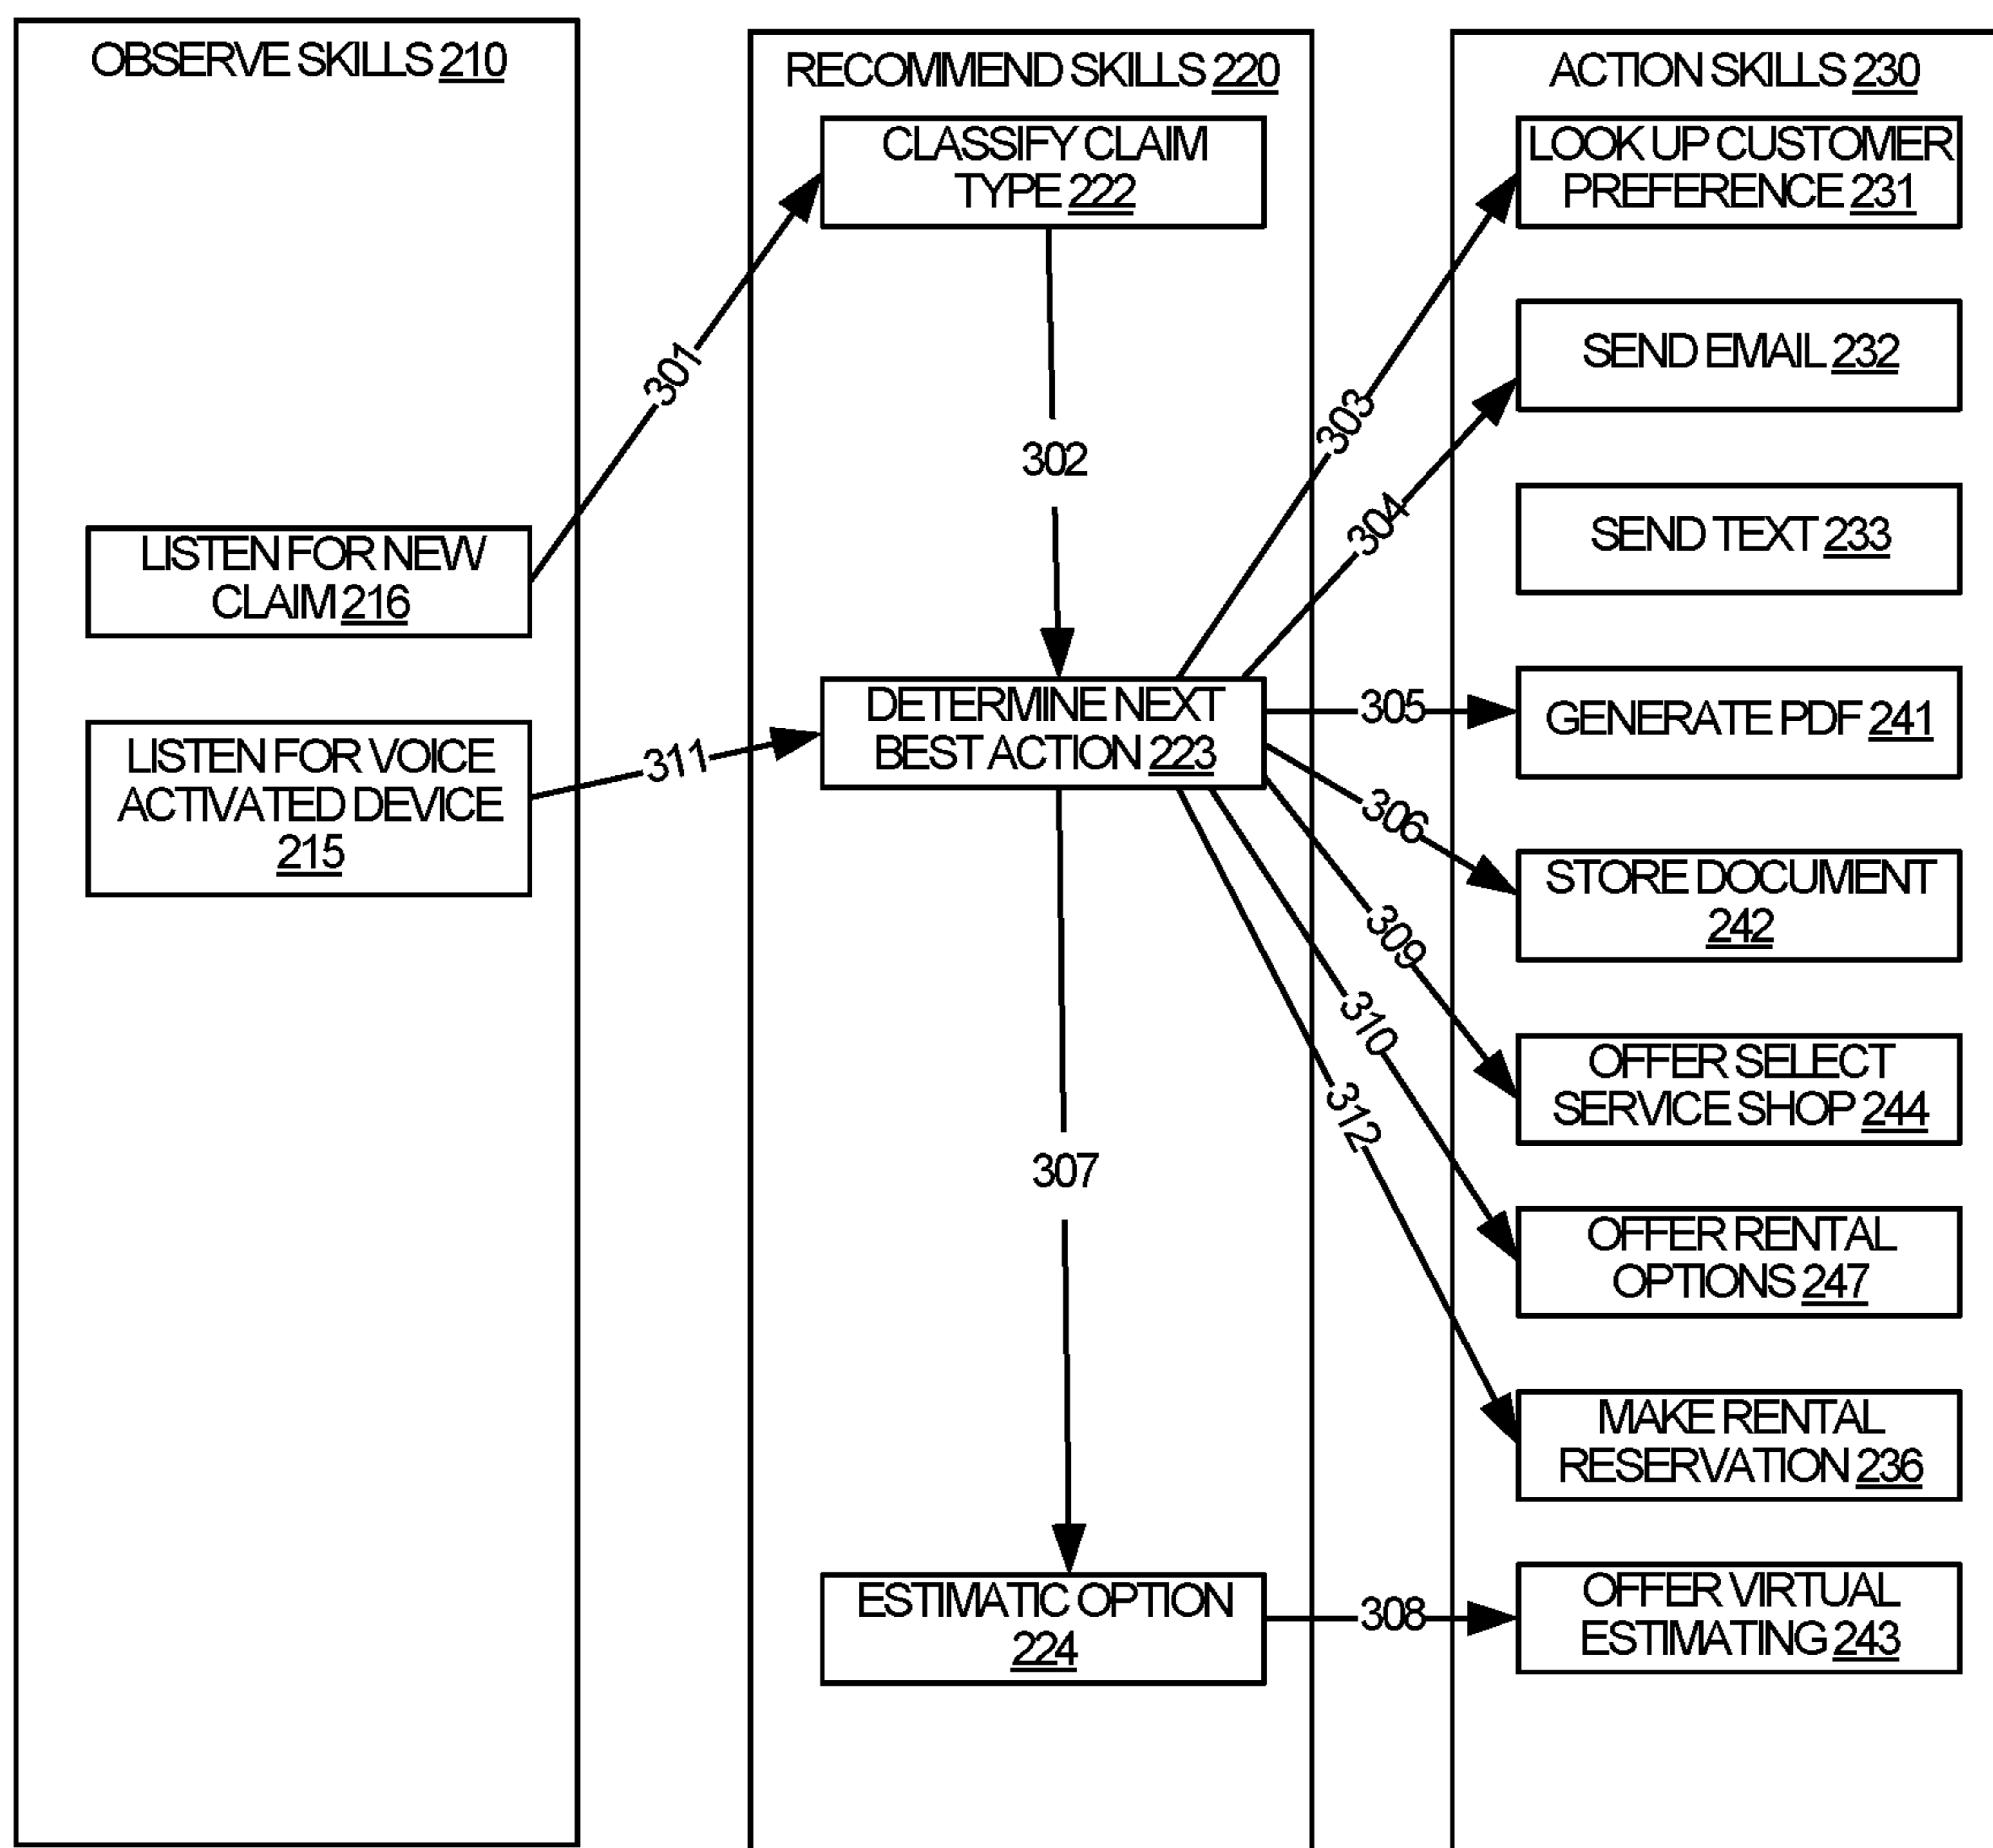 OBSERVE SKILLS 210
LISTEN FOR NEW
CLAIM 216
LISTEN FOR VOICE
ACTIVATED DEVICE
215
301
311
RECOMMEND SKILLS 220
CLASSIFY CLAIM
TYPE 222
302
DETERMINE NEXT
BEST ACTION 223
307
ESTIMATIC OPTION
224
303
304
305
306
309
310
312
308
ACTION SKILLS 230
LOOK UP CUSTOMER
PREFERENCE 231
SEND EMAIL 232
SEND TEXT 233
GENERATE PDF 241
STORE DOCUMENT
242
OFFER SELECT
SERVICE SHOP 244
OFFER RENTAL
OPTIONS 247
MAKE RENTAL
RESERVATION 236
OFFER VIRTUAL
ESTIMATING 243